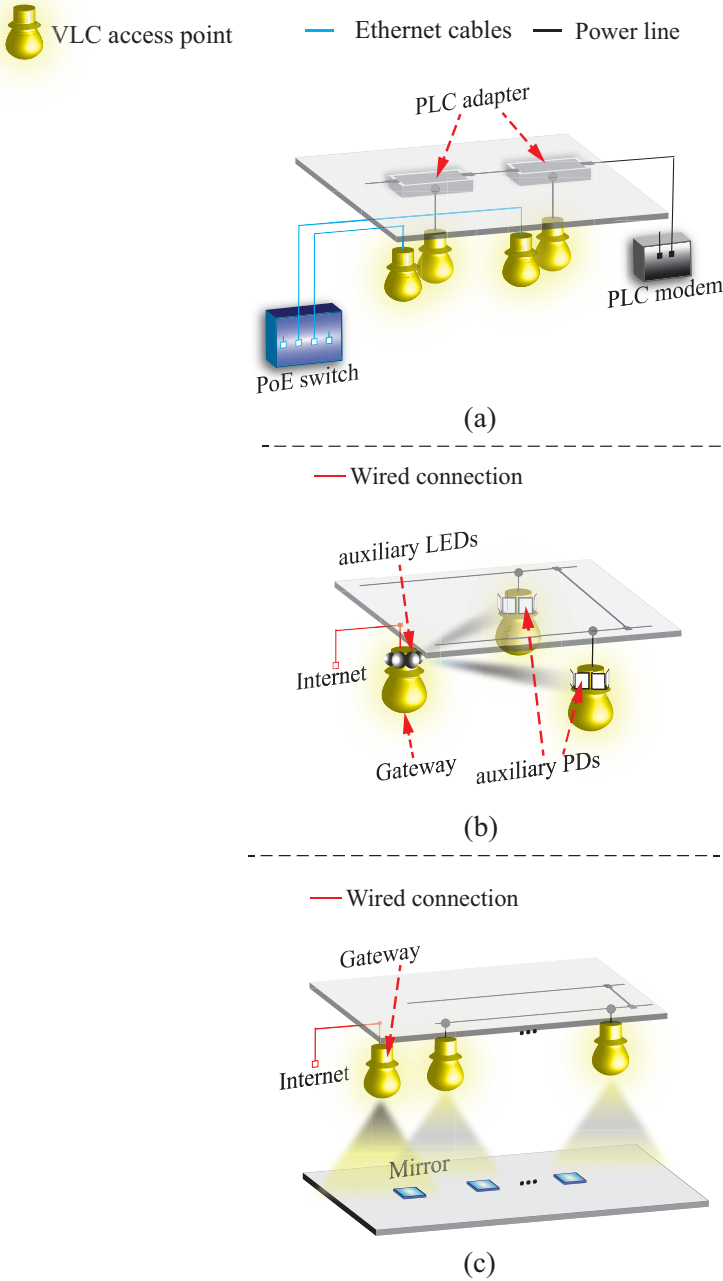 VLC access point
Ethernet cables
Power line
PLC adapter
PLC modem
PoE switch
(a)
Wired connection
auxiliary LEDs
Internet
Gateway
auxiliary PDs
(b)
Wired connection
Gateway
Internet
Mirror
(c)